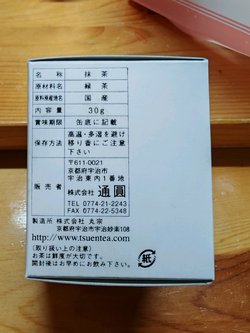 名称 抹茶
原材料名 緑茶
原料原産地名 国産
内容量 30g
賞味期限 缶底に記載
保存方法 高温・多湿を避け
移り香にご注意
下さい
販売者 〒611-0021
京都府宇治市
宇治東内1番地
株式会社 通圓
TEL 0774-21-2243
FAX 0774-22-5348
製造所 株式会社 丸宗
京都府宇治市宇治妙楽108
http://www.tsuentea.com/
(取り扱い上の注意)
お茶は鮮度が大切です。
開封後はお早めにお飲み下さい。
紙